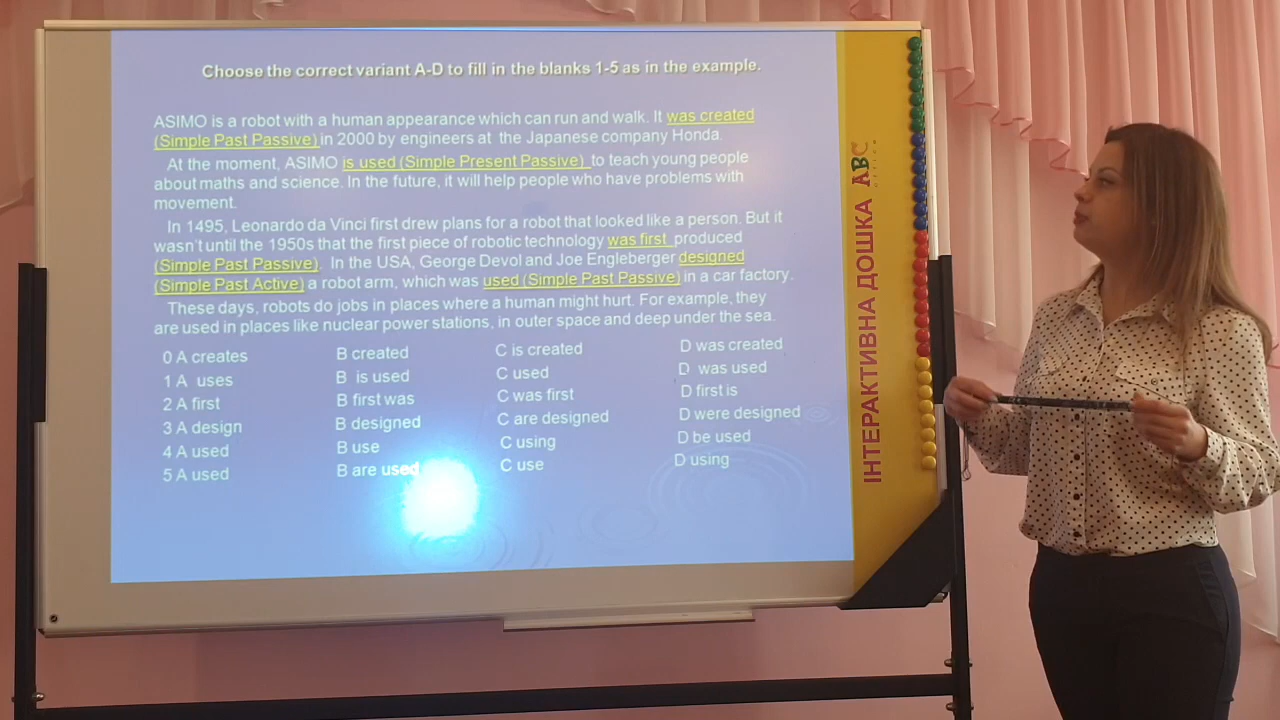 Choose the correct variant A-D to fill in the blanks 1-5 as in the example.
ASIMO is a robot with a human appearance which can run and walk. It was created
(Simple Past Passive) in 2000 by engineers at the Japanese company Honda.
At the moment, ASIMO is used (Simple Present Passive) to teach young people
about maths and science. In the future, it will help people who have problems with
movement.
In 1495, Leonardo da Vinci first drew plans for a robot that looked like a person. But it
wasn't until the 1950s that the first piece of robotic technology was first produced
(Simple Past Passive). In the USA, George Devol and Joe Engleberger designed
(Simple Past Active) a robot arm, which was used (Simple Past Passive) in a car factory.
These days, robots do jobs in places where a human might hurt. For example, they
are used in places like nuclear power stations, in outer space and deep under the sea.
0 A creates B created C is created D was created
1 A uses B is used C used D was used
2 A first B first was C was first D first is
3 A design B designed C are designed D were designed
4 A used B use C using D be used
5 A used B are used C use D using
ІНТЕРАКТИВНА ДОШКА ABC